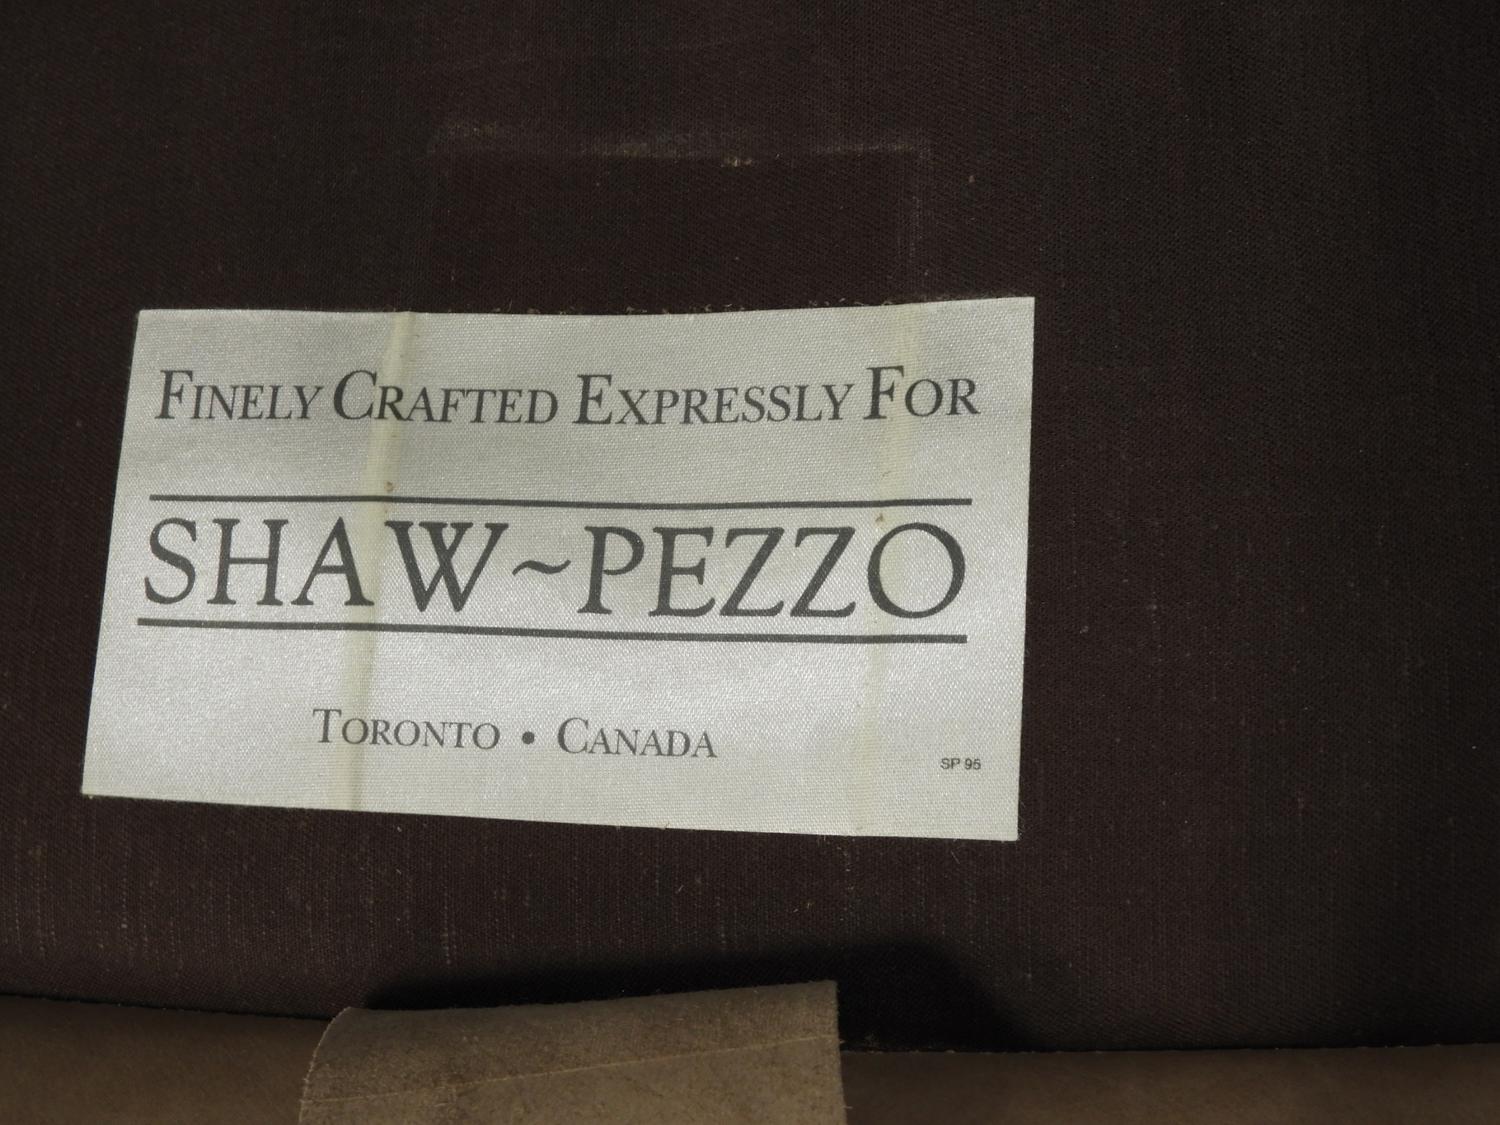 FINELY CRAFTED EXPRESSLY FOR
SHAW~PEZZO
TORONTO • CANADA
SP 95